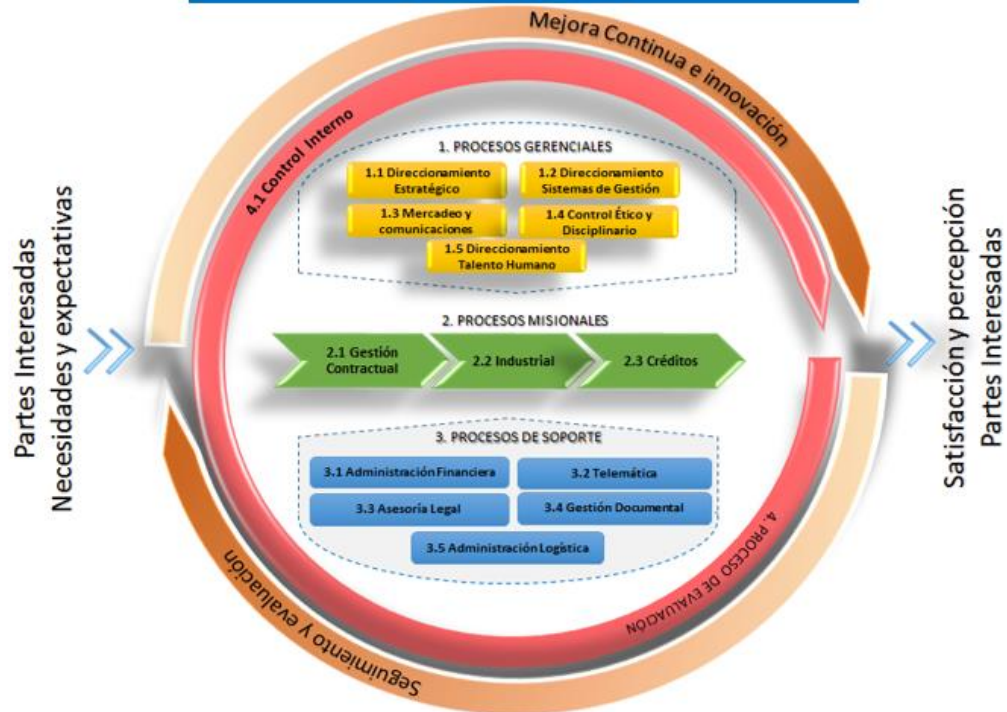 Mejora Continua e innovación
4.1 Control Interno
Partes Interesadas
Necesidades y expectativas
1. PROCESOS GERENCIALES
1.1 Direccionamiento
Estratégico
1.2 Direccionamiento
Sistemas de Gestión
1.3 Mercadeo y
comunicaciones
1.4 Control Ético y
Disciplinario
1.5 Direccionamiento
Talento Humano
2. PROCESOS MISIONALES
2.1 Gestión
Contractual
2.2 Industrial
2.3 Créditos
3. PROCESOS DE SOPORTE
3.1 Administración Financiera
3.2 Telemática
3.3 Asesoría Legal
3.4 Gestión Documental
3.5 Administración Logística
4. PROCESO DE EVALUACIÓN
Seguimiento y evaluación
Satisfacción y percepción
Partes Interesadas